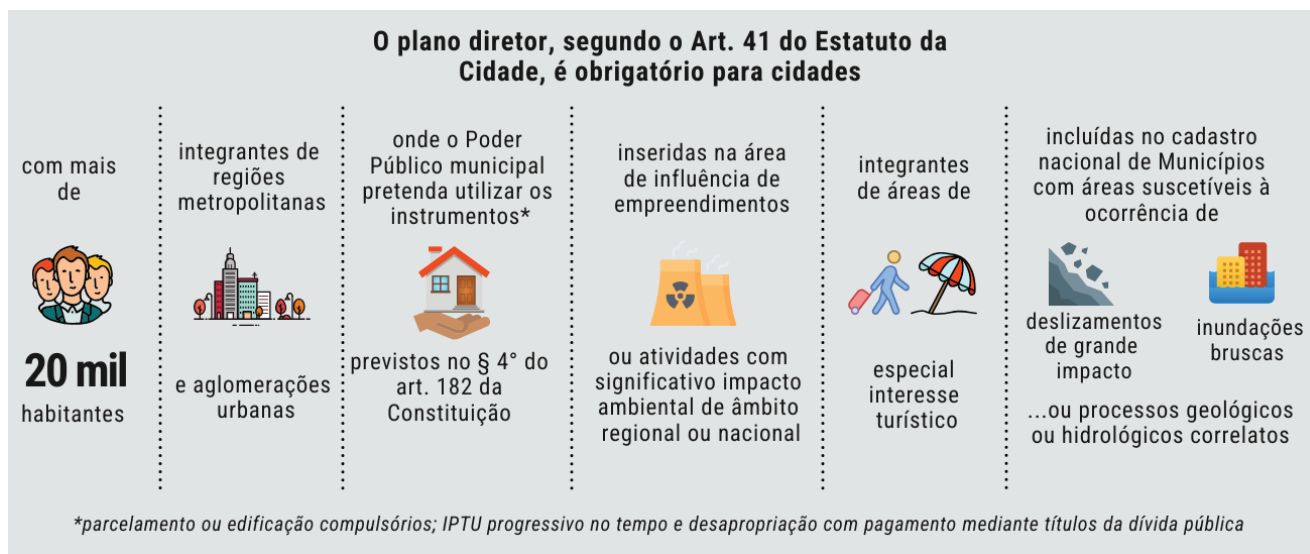 O plano diretor, segundo o Art. 41 do Estatuto da
Cidade, é obrigatório para cidades
com mais
de
20 mil
habitantes
integrantes de
regiões
metropolitanas
e aglomerações
urbanas
onde o Poder
Público municipal
pretenda utilizar os
instrumentos*
previstos no § 4° do
art. 182 da
Constituição
inseridas na área
de influência de
empreendimentos
ou atividades com
significativo impacto
ambiental de âmbito
regional ou nacional
integrantes
de áreas de
especial
interesse
turístico
incluídas no cadastro
nacional de Municípios
com áreas suscetíveis à
ocorrência de
deslizamentos
de grande
impacto
inundações
bruscas
...ou processos geológicos
ou hidrológicos correlatos
*parcelamento ou edificação compulsórios; IPTU progressivo no tempo e desapropriação com pagamento mediante títulos da dívida pública